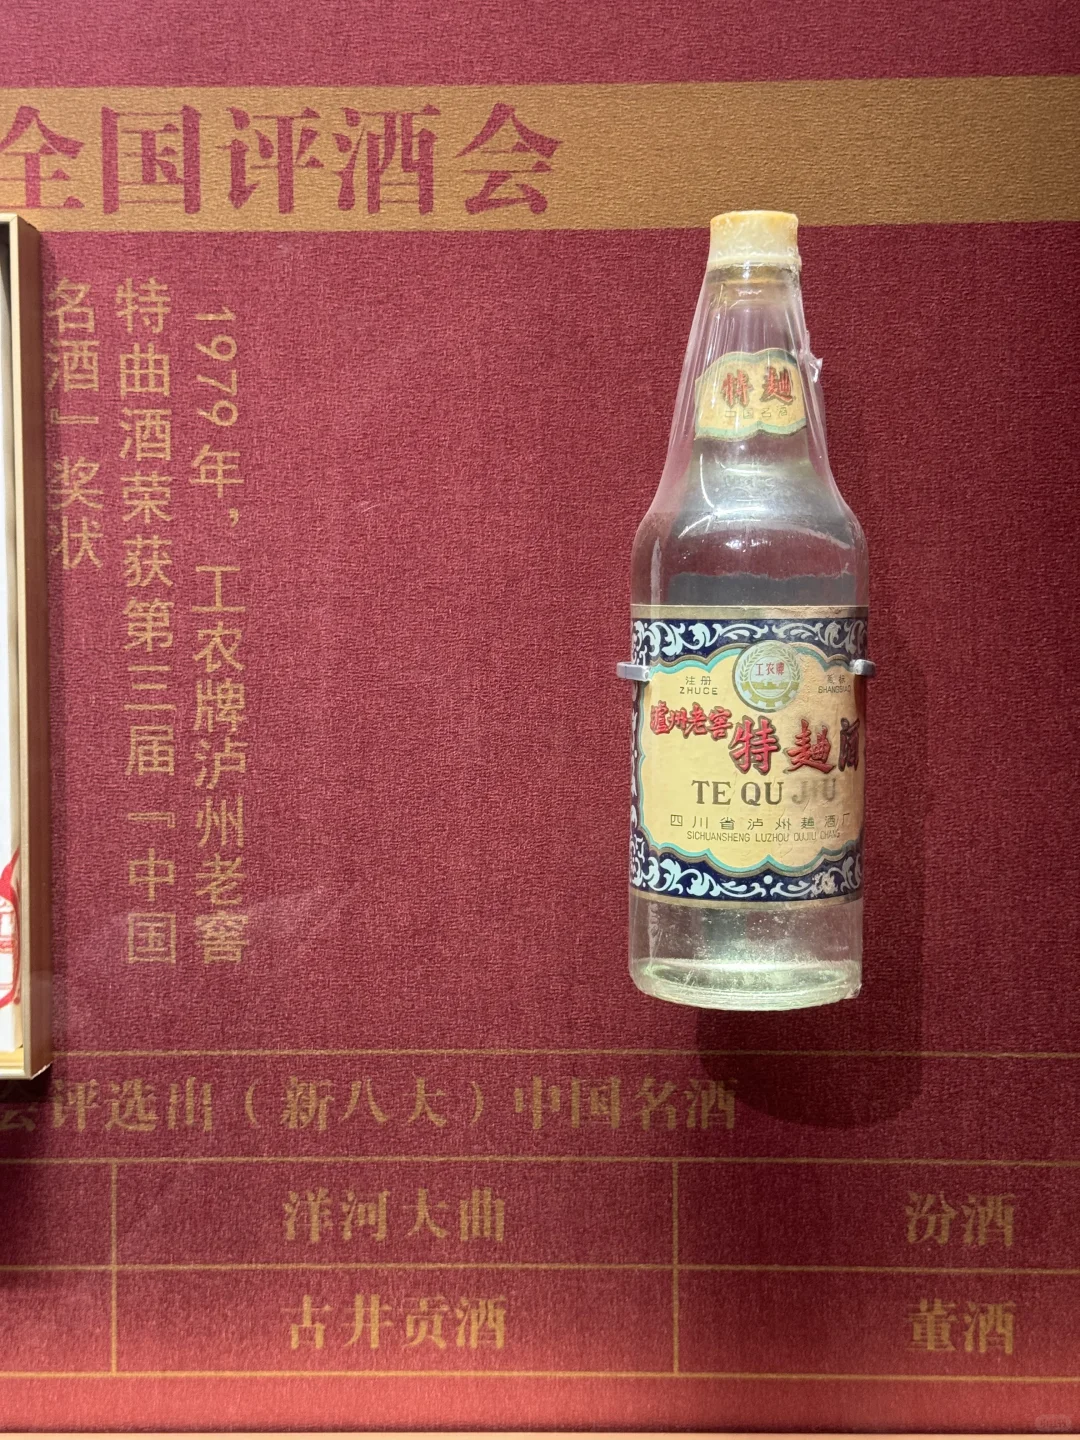 全国评酒会
1979年，工农牌泸州老窖
特曲酒荣获第三届『中国
名酒』奖状
特麯
中国名酒
工农牌
注册
ZHUCE
商标
SHANGBIAO
泸州老窖
特麯酒
TE QU JIU
四川省泸州麯酒厂
SICHUANSHENG LUZHOU QUJIU CHANG
会评选出（新八大）中国名酒
洋河大曲
汾酒
古井贡酒
董酒